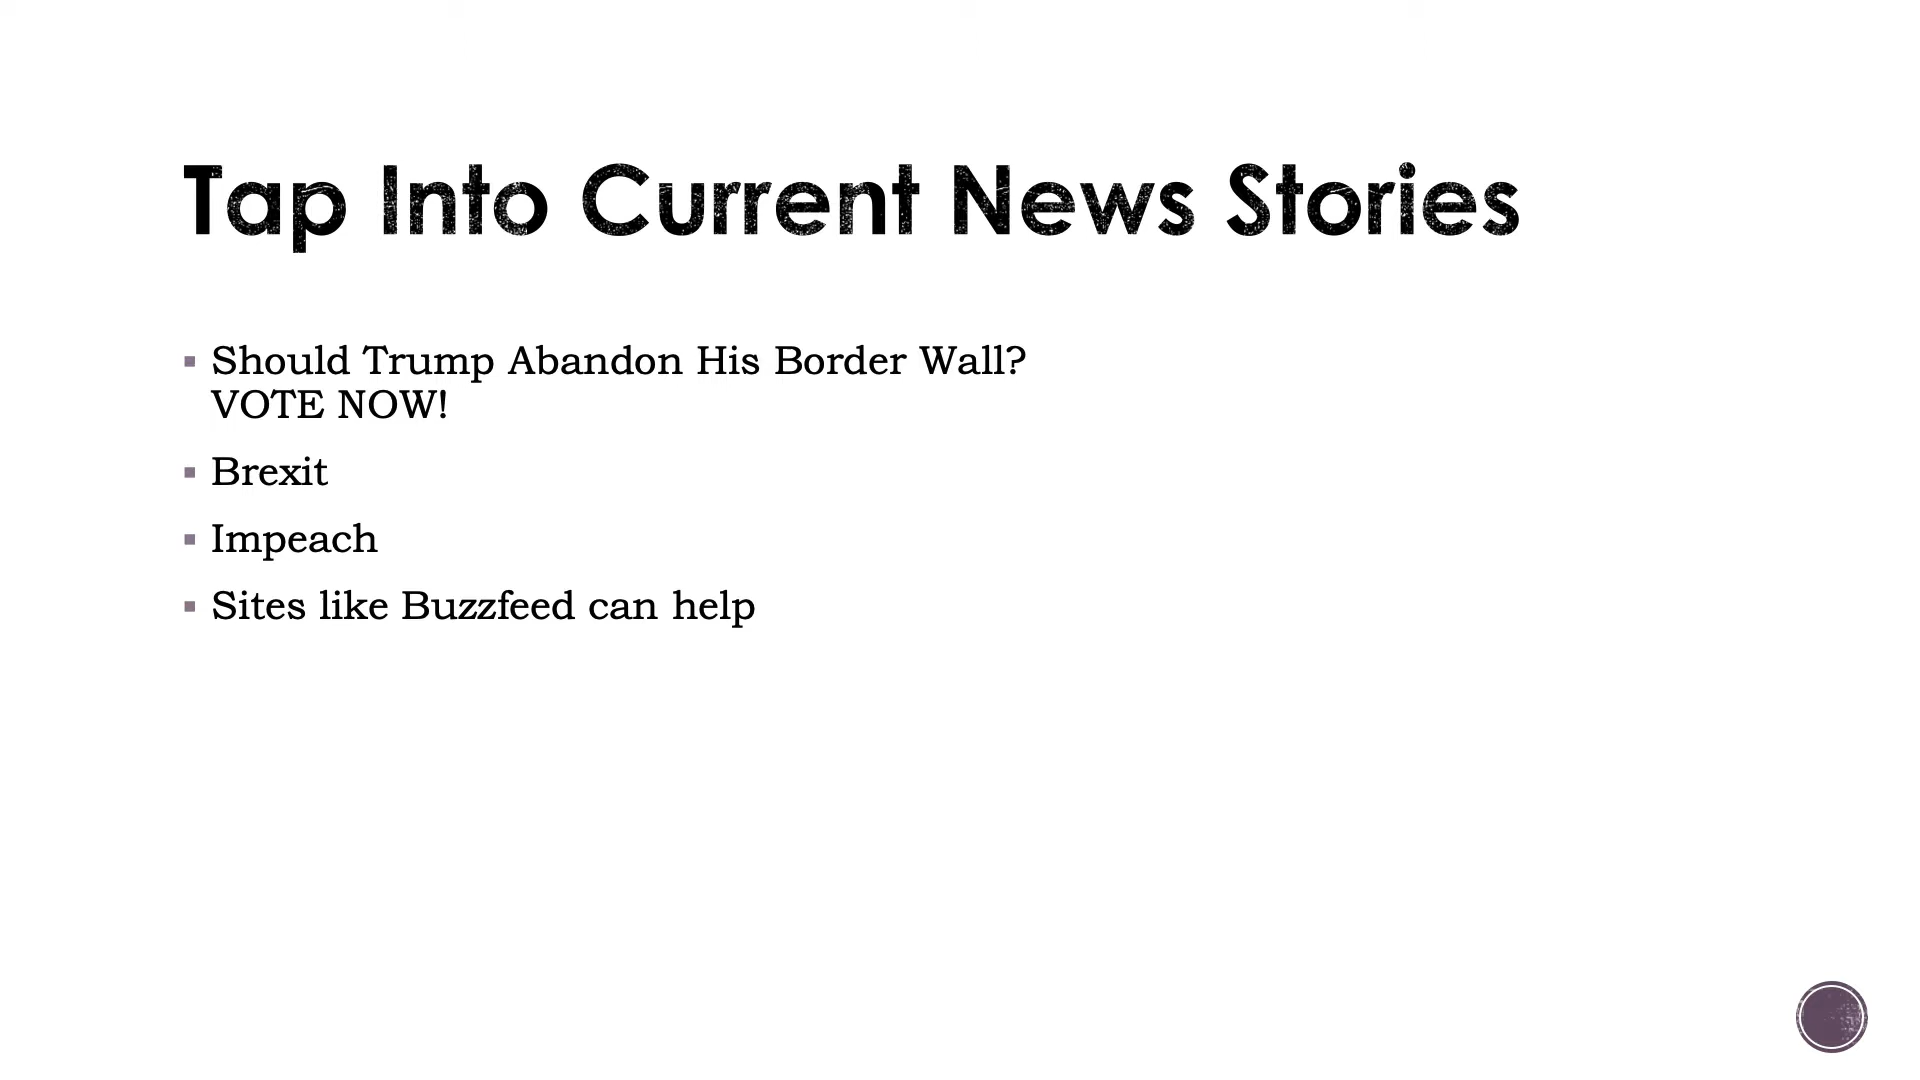 Tap Into Current News Stories
Should Trump Abandon His Border Wall?
VOTE NOW!
Brexit
Impeach
Sites like Buzzfeed can help